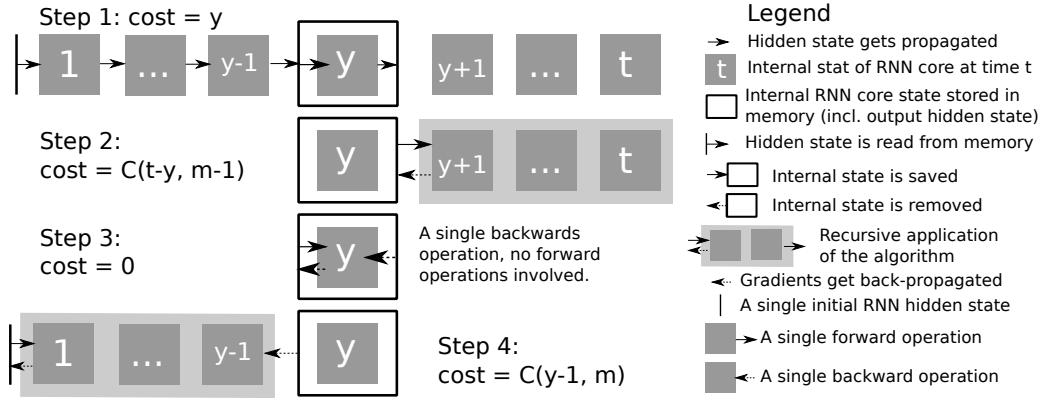 Step 1: cost = y
1
...
y-1
y
y+1
...
t
Step 2:
cost = C(t-y, m-1)
y
y+1
...
t
Step 3:
cost = 0
y
A single backwards
operation, no forward
operations involved.
1
...
y-1
y
Step 4:
cost = C(y-1, m)
Legend
Hidden state gets propagated
t
Internal stat of RNN core at time t
Internal RNN core state stored in
memory (incl. output hidden state)
Hidden state is read from memory
Internal state is saved
Internal state is removed
Recursive application
of the algorithm
Gradients get back-propagated
A single initial RNN hidden state
A single forward operation
A single backward operation